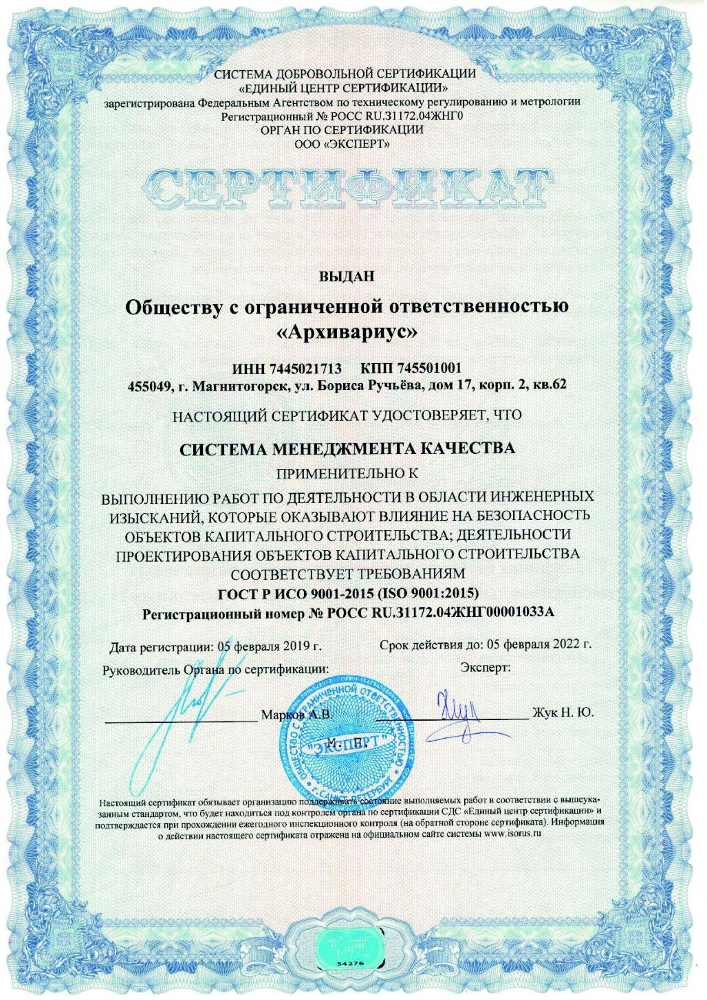 СИСТЕМА ДОБРОВОЛЬНОЙ СЕРТИФИКАЦИИ
«ЕДИНЫЙ ЦЕНТР СЕРТИФИКАЦИИ»
зарегистрирована Федеральным Агентством по техническому регулированию и метрологии
Регистрационный № РОСС RU.31172.04ЖНГ0
ОРГАН ПО СЕРТИФИКАЦИИ
ООО «ЭКСПЕРТ»
СЕРТИФИКАТ
ВЫДАН
Обществу с ограниченной ответственностью
«Архивариус»
ИНН 7445021713 КПП 745501001
455049, г. Магнитогорск, ул. Бориса Ручьёва, дом 17, корп. 2, кв.62
НАСТОЯЩИЙ СЕРТИФИКАТ УДОСТОВЕРЯЕТ, ЧТО
СИСТЕМА МЕНЕДЖМЕНТА КАЧЕСТВА
ПРИМЕНИТЕЛЬНО К
ВЫПОЛНЕНИЮ РАБОТ ПО ДЕЯТЕЛЬНОСТИ В ОБЛАСТИ ИНЖЕНЕРНЫХ
ИЗЫСКАНИЙ, КОТОРЫЕ ОКАЗЫВАЮТ ВЛИЯНИЕ НА БЕЗОПАСНОСТЬ
ОБЪЕКТОВ КАПИТАЛЬНОГО СТРОИТЕЛЬСТВА; ДЕЯТЕЛЬНОСТИ
ПРОЕКТИРОВАНИЯ ОБЪЕКТОВ КАПИТАЛЬНОГО СТРОИТЕЛЬСТВА
СООТВЕТСТВУЕТ ТРЕБОВАНИЯМ
ГОСТ Р ИСО 9001-2015 (ISO 9001:2015)
Регистрационный номер № РОСС RU.31172.04ЖНГ00001033А
Дата регистрации: 05 февраля 2019 г. Срок действия до: 05 февраля 2022 г.
Руководитель Органа по сертификации: Эксперт:
Марков А.В. Жук Н. Ю.
ОБЩЕСТВО С ОГРАНИЧЕННОЙ ОТВЕТСТВЕННОСТЬЮ
"ЭКСПЕРТ"
М. П.
г. САНКТ-ПЕТЕРБУРГ
Настоящий сертификат обязывает организацию поддерживать состояние выполняемых работ в соответствии с вышеука-
занным стандартом, что будет находиться под контролем органа по сертификации СДС «Единый центр сертификации» и
подтверждается при прохождении ежегодного инспекционного контроля (на обратной стороне сертификата). Информация
о действии настоящего сертификата отражена на официальном сайте системы www.isorus.ru
54276